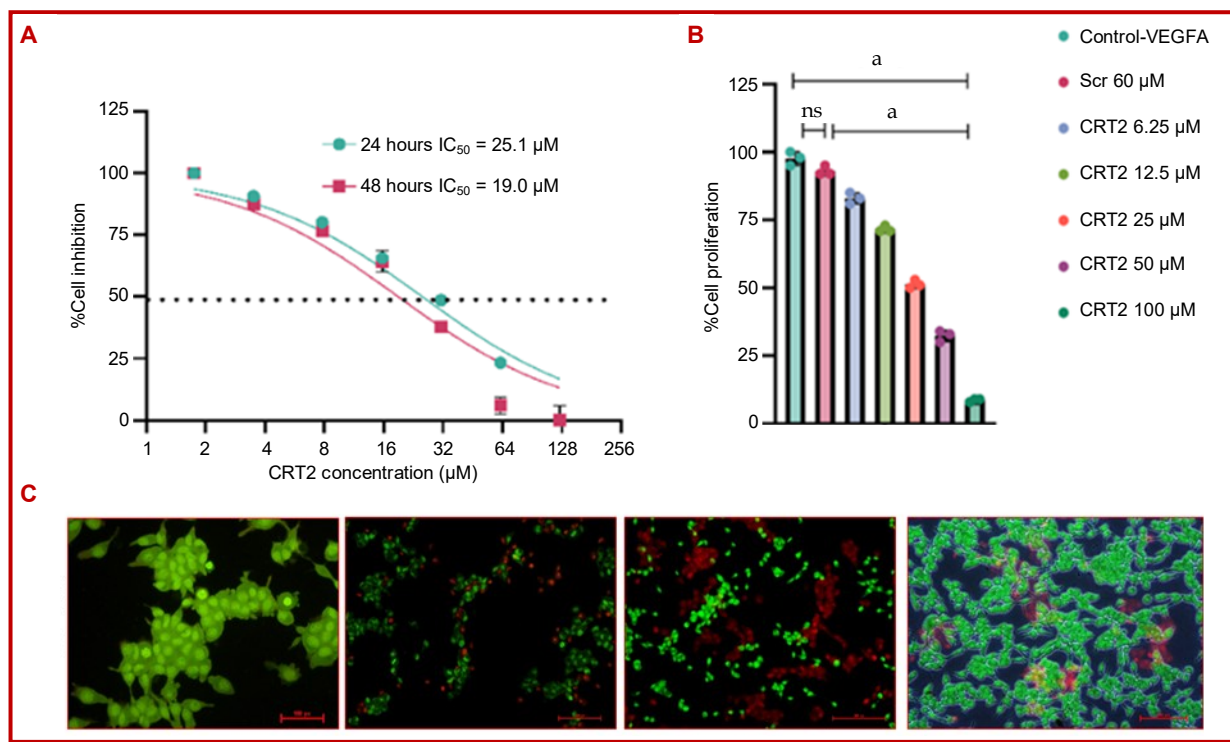 A
125
100
75
50
25
0
%Cell inhibition
24 hours IC₅₀ = 25.1 µM
48 hours IC₅₀ = 19.0 µM
1 2 4 8 16 32 64 128 256
CRT2 concentration (µM)
B
a
ns a
125
100
75
50
25
0
%Cell proliferation
Control-VEGFA
Scr 60 µM
CRT2 6.25 µM
CRT2 12.5 µM
CRT2 25 µM
CRT2 50 µM
CRT2 100 µM
C